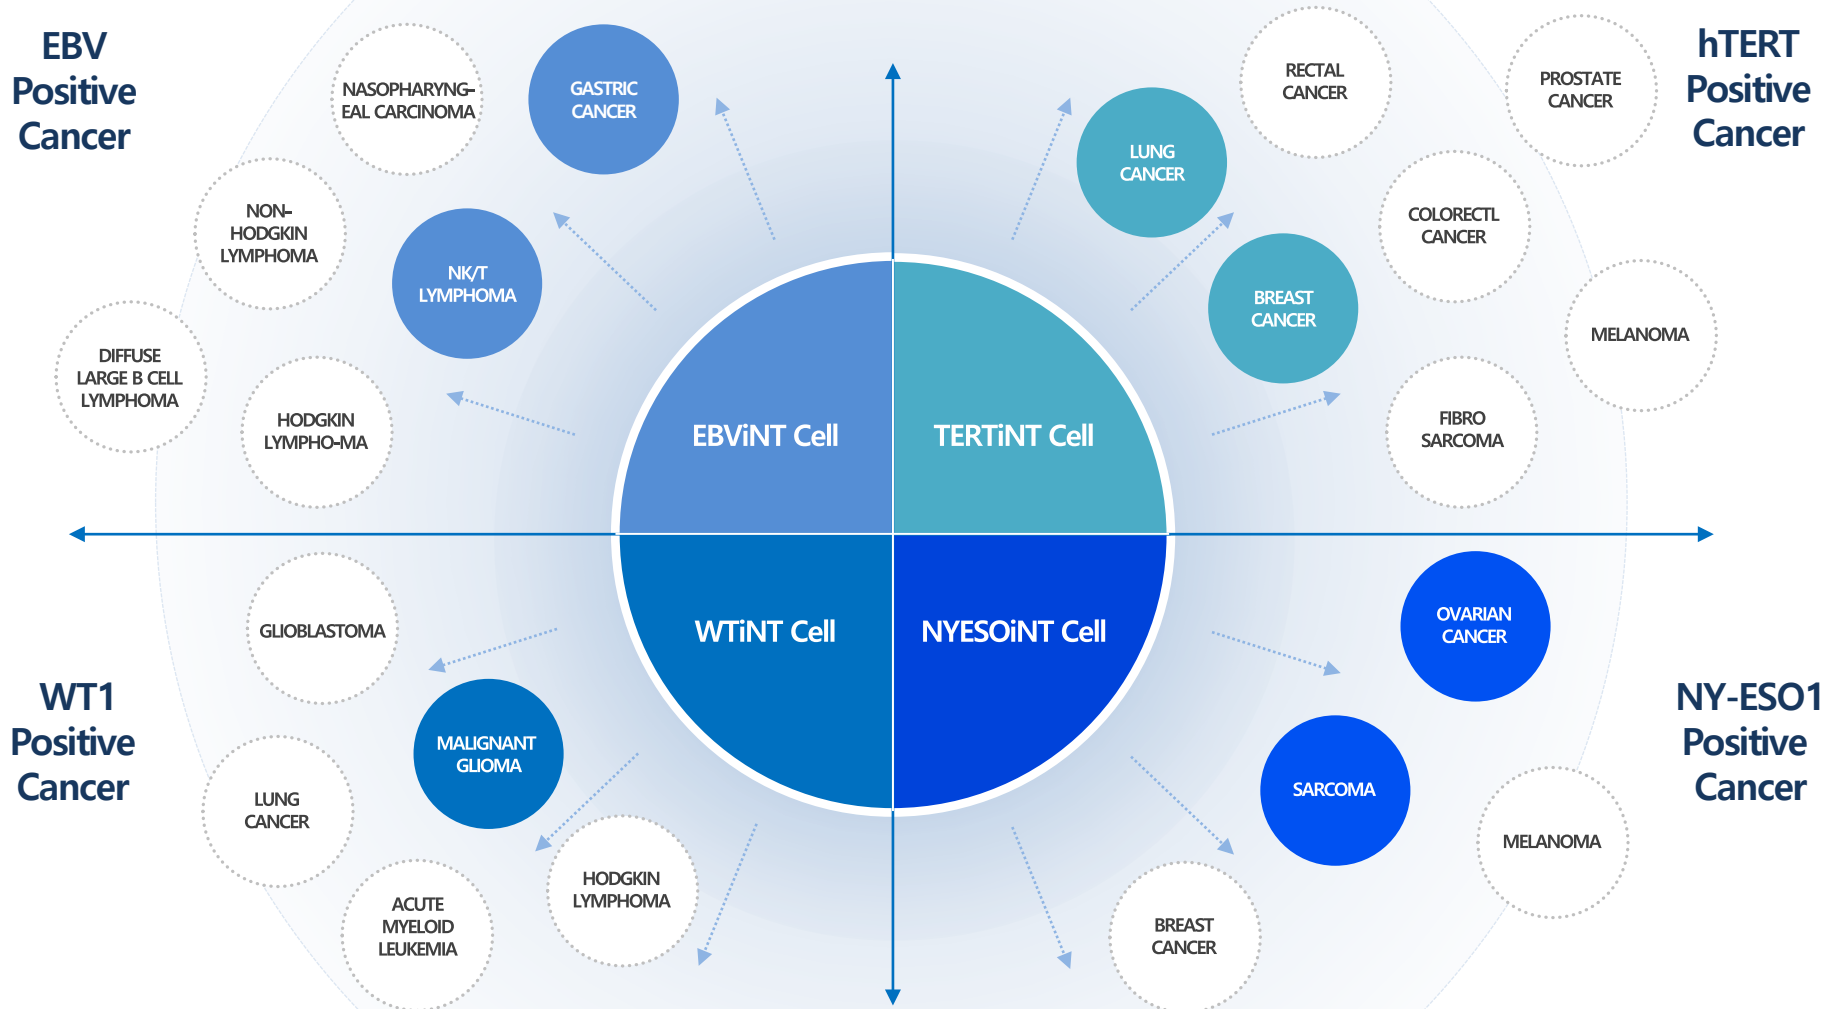 EBV
Positive
Cancer
NASOPHARYNG-
EAL CARCINOMA
GASTRIC
CANCER
NON-
HODGKIN
LYMPHOMA
NK/T
LYMPHOMA
DIFFUSE
LARGE B CELL
LYMPHOMA
HODGKIN
LYMPHO-MA
hTERT
Positive
Cancer
RECTAL
CANCER
PROSTATE
CANCER
LUNG
CANCER
COLORECTL
CANCER
BREAST
CANCER
MELANOMA
FIBRO
SARCOMA
EBViNT Cell
TERTiNT Cell
WTiNT Cell
NYESOiNT Cell
WT1
Positive
Cancer
GLIOBLASTOMA
MALIGNANT
GLIOMA
LUNG
CANCER
ACUTE
MYELOID
LEUKEMIA
HODGKIN
LYMPHOMA
NY-ESO1
Positive
Cancer
OVARIAN
CANCER
SARCOMA
MELANOMA
BREAST
CANCER